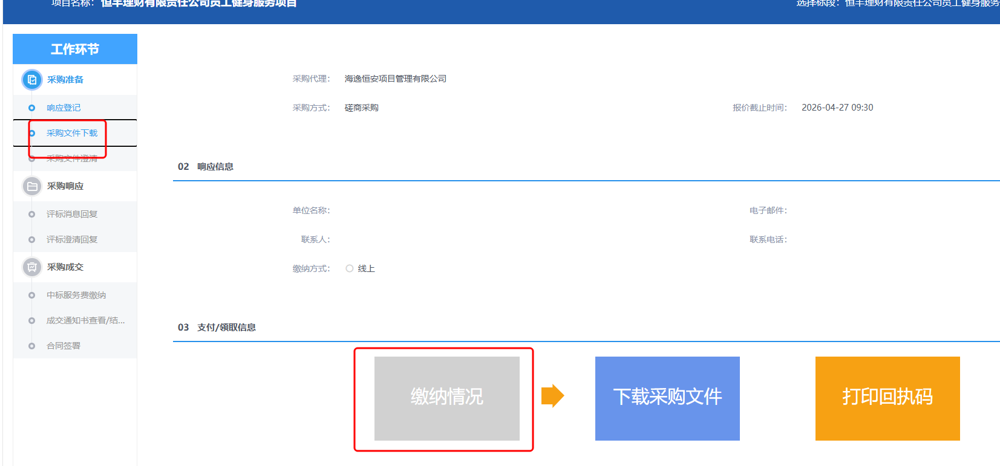 项目名称：恒丰理财有限责任公司员工健身服务项目
选择标段：恒丰理财有限责任公司员工健身服务
工作环节
采购准备
响应登记
采购文件下载
采购文件澄清
采购响应
评标消息回复
评标澄清回复
采购成交
中标服务费缴纳
成交通知书查看/结...
合同签署
采购代理：海逸恒安项目管理有限公司
采购方式：磋商采购
报价截止时间：2026-04-27 09:30
02 响应信息
单位名称：
电子邮件：
联系人：
联系电话：
缴纳方式：线上
03 支付/领取信息
缴纳情况
下载采购文件
打印回执码